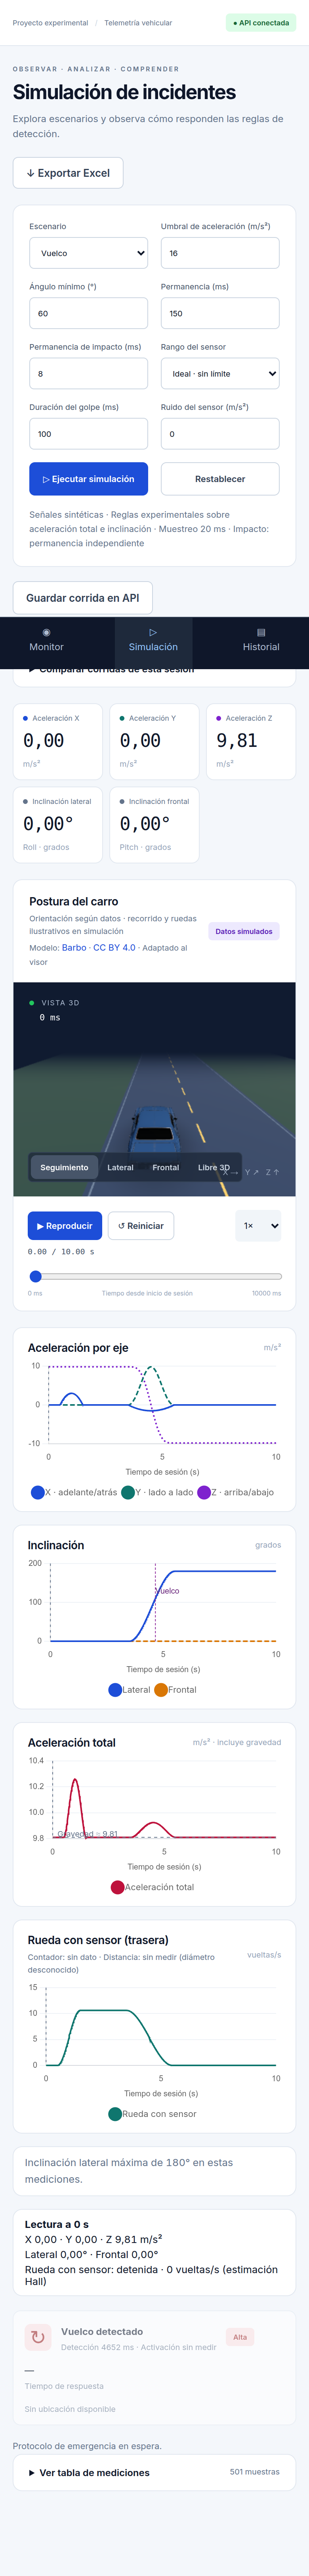 Proyecto experimental / Telemetría vehicular
● API conectada
OBSERVAR · ANALIZAR · COMPRENDER
Simulación de incidentes
Explora escenarios y observa cómo responden las reglas de
detección.
↓ Exportar Excel
Escenario
Vuelco
Umbral de aceleración (m/s²)
16
Ángulo mínimo (°)
60
Permanencia (ms)
150
Permanencia de impacto (ms)
8
Rango del sensor
Ideal · sin límite
Duración del golpe (ms)
100
Ruido del sensor (m/s²)
0
▷ Ejecutar simulación
Restablecer
Señales sintéticas · Reglas experimentales sobre
aceleración total e inclinación · Muestreo 20 ms · Impacto:
permanencia independiente
Guardar corrida en API
◉ Monitor
▷ Simulación
▤ Historial
▶ Comparar corridas de esta sesión
Aceleración X
0,00
m/s²
Aceleración Y
0,00
m/s²
Aceleración Z
9,81
m/s²
Inclinación lateral
0,00°
Roll · grados
Inclinación frontal
0,00°
Pitch · grados
Postura del carro
Orientación según datos · recorrido y ruedas
ilustrativos en simulación
Modelo: Barbo · CC BY 4.0 · Adaptado al
visor
Datos simulados
VISTA 3D
0 ms
Seguimiento
Lateral
Frontal
Libre 3D
X → Y ↗ Z ↑
▶ Reproducir
↺ Reiniciar
1×
0.00 / 10.00 s
0 ms
Tiempo desde inicio de sesión
10000 ms
Aceleración por eje
m/s²
10
0
-10
0 5 10
Tiempo de sesión (s)
X · adelante/atrás Y · lado a lado Z · arriba/abajo
Inclinación
grados
200
100
0
Vuelco
0 5 10
Tiempo de sesión (s)
Lateral Frontal
Aceleración total
m/s² · incluye gravedad
10.4
10.2
10.0
9.8
Gravedad ≈ 9,81
0 5 10
Tiempo de sesión (s)
Aceleración total
Rueda con sensor (trasera)
Contador: sin dato · Distancia: sin medir (diámetro
desconocido)
vueltas/s
15
10
5
0
0 5 10
Tiempo de sesión (s)
Rueda con sensor
Inclinación lateral máxima de 180° en estas
mediciones.
Lectura a 0 s
X 0,00 · Y 0,00 · Z 9,81 m/s²
Lateral 0,00° · Frontal 0,00°
Rueda con sensor: detenida · 0 vueltas/s (estimación
Hall)
↻
Vuelco detectado
Detección 4652 ms · Activación sin medir
Alta
—
Tiempo de respuesta
Sin ubicación disponible
Protocolo de emergencia en espera.
▶ Ver tabla de mediciones
501 muestras